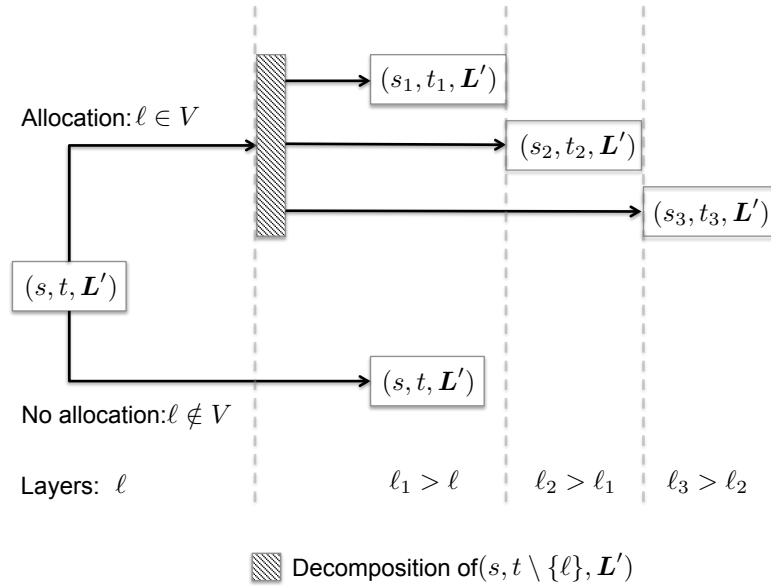 (s₁, t₁, L′)
Allocation: ℓ ∈ V
(s₂, t₂, L′)
(s₃, t₃, L′)
(s, t, L′)
(s, t, L′)
No allocation: ℓ ∉ V
Layers: ℓ ℓ₁ > ℓ ℓ₂ > ℓ₁ ℓ₃ > ℓ₂
Decomposition of (s, t \ {ℓ}, L′)